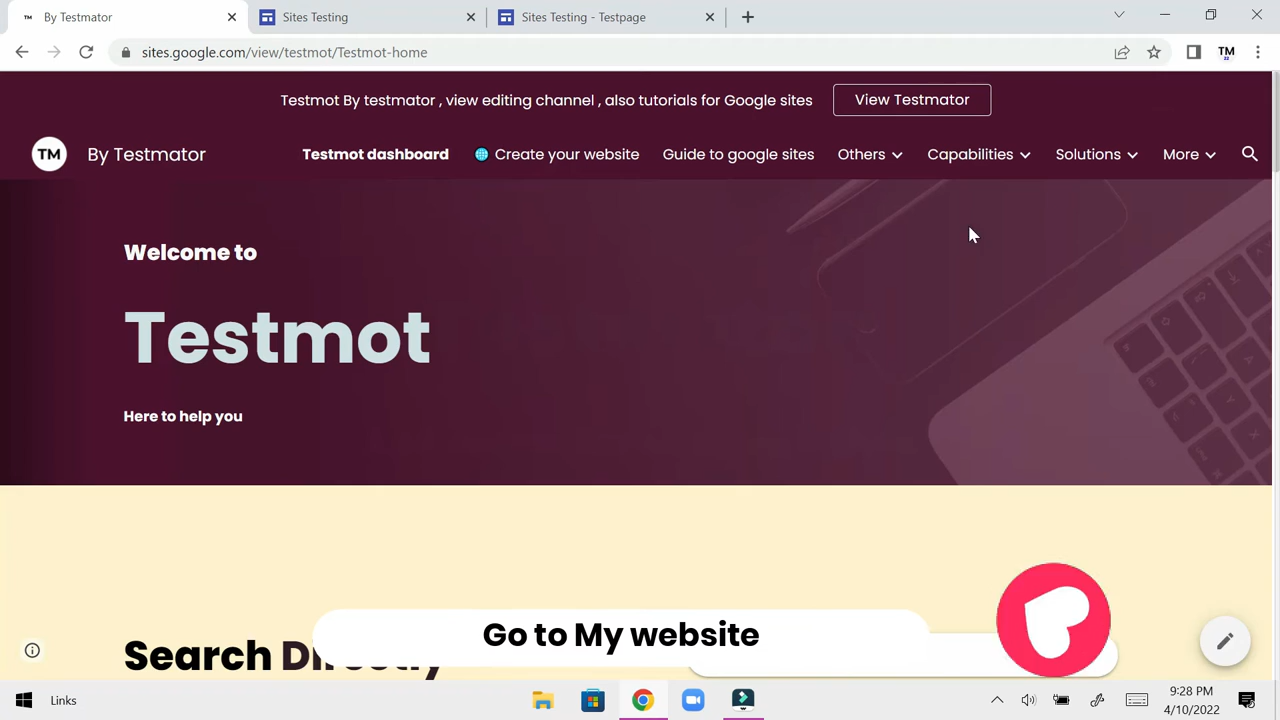 By Testmator
Sites Testing
Sites Testing - Testpage
sites.google.com/view/testmot/Testmot-home
TM
22
Testmot By testmator , view editing channel , also tutorials for Google sites
View Testmator
TM
By Testmator
Testmot dashboard
Create your website
Guide to google sites
Others
Capabilities
Solutions
More
Welcome to
Testmot
Here to help you
Go to My website
Search Directly
Links
9:28 PM
4/10/2022